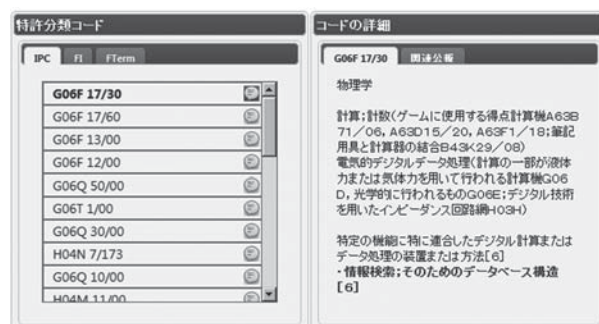 特許分類コード
IPC FI FTerm
G06F 17/30
G06F 17/60
G06F 13/00
G06F 12/00
G06Q 50/00
G06T 1/00
G06Q 30/00
H04N 7/173
G06Q 10/00
H04M 11/00
コードの詳細
G06F 17/30 関連公報
物理学
計算;計数(ゲームに使用する得点計算機A63B
71/06,A63D15/20,A63F1/18;筆記
用具と計算器の結合B43K29/08)
電気的デジタルデータ処理(計算の一部が液体
力または気体力を用いて行われる計算機G06
D,光学的に行われるものG06E;デジタル技術
を用いたインピーダンス回路網H03H)
特定の機能に特に適合したデジタル計算または
データ処理の装置または方法[6]
・情報検索;そのためのデータベース構造
[6]